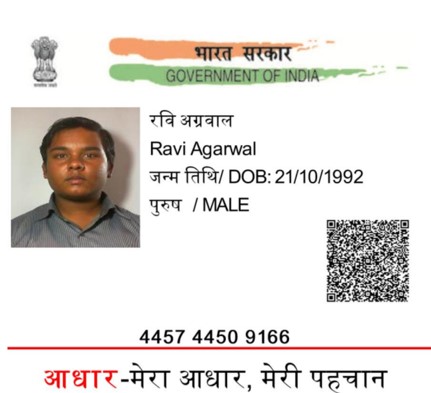 भारत सरकार
GOVERNMENT OF INDIA
रवि अग्रवाल
Ravi Agarwal
जन्म तिथि/ DOB: 21/10/1992
पुरुष / MALE
4457 4450 9166
आधार-मेरा आधार, मेरी पहचान